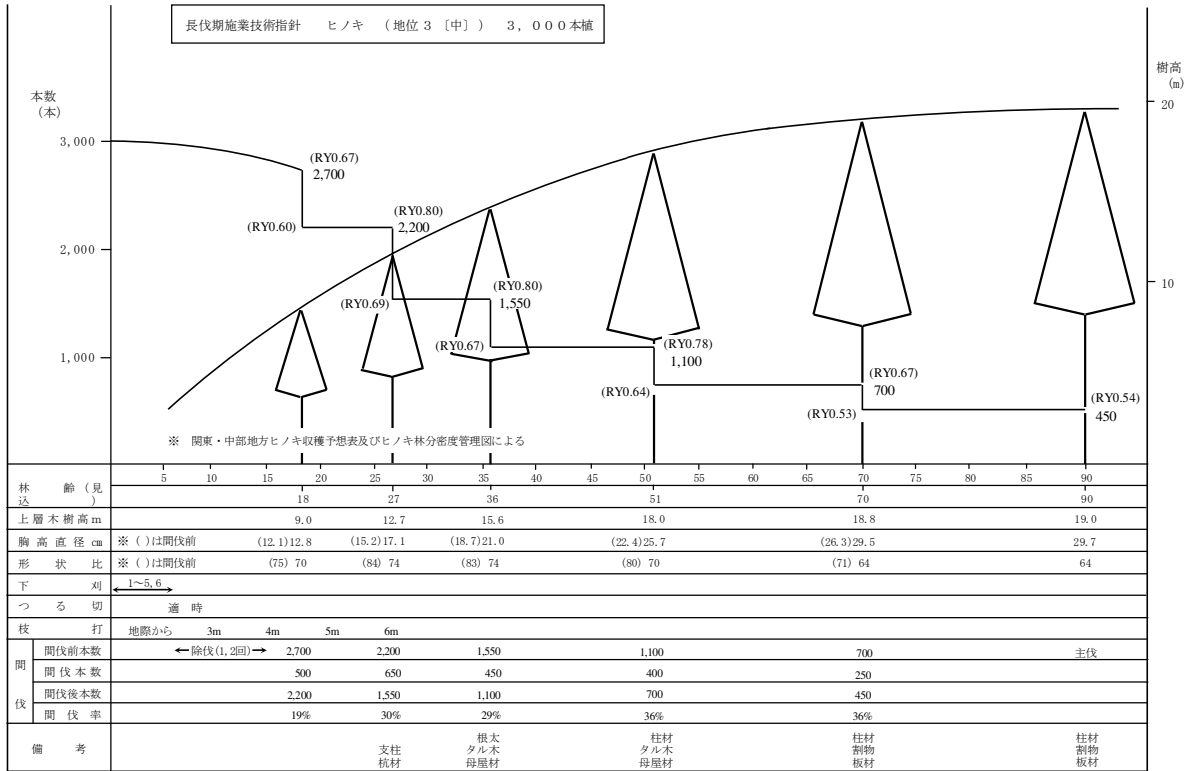 長伐期施業技術指針 ヒノキ （地位３〔中〕） ３，０００本植
本数
(本)
樹高
(m)
20
10
3,000
2,000
1,000
(RY0.67)
2,700
(RY0.60)
(RY0.80)
2,200
(RY0.69)
(RY0.80)
1,550
(RY0.67)
(RY0.78)
1,100
(RY0.64)
(RY0.67)
700
(RY0.53)
(RY0.54)
450
※ 関東・中部地方ヒノキ収穫予想表及びヒノキ林分密度管理図による
林 齢（見込） 5 10 15 20 25 30 35 40 45 50 55 60 65 70 75 80 85 90
18 27 36 51 70 90
上層木樹高m 9.0 12.7 15.6 18.0 18.8 19.0
胸高直径cm ※ ( )は間伐前 (12.1)12.8 (15.2)17.1 (18.7)21.0 (22.4)25.7 (26.3)29.5 29.7
形状比 ※ ( )は間伐前 (75) 70 (84) 74 (83) 74 (80) 70 (71) 64 64
下刈 1～5,6
つる切 適 時
枝打 地際から 3m 4m 5m 6m
間伐
間伐前本数 ←除伐(1,2回)→ 2,700 2,200 1,550 1,100 700 主伐
間伐本数 500 650 450 400 250
間伐後本数 2,200 1,550 1,100 700 450
間伐率 19% 30% 29% 36% 36%
備考
支柱
杭材
根太
タル木
母屋材
柱材
タル木
母屋材
柱材
割物
板材
柱材
割物
板材